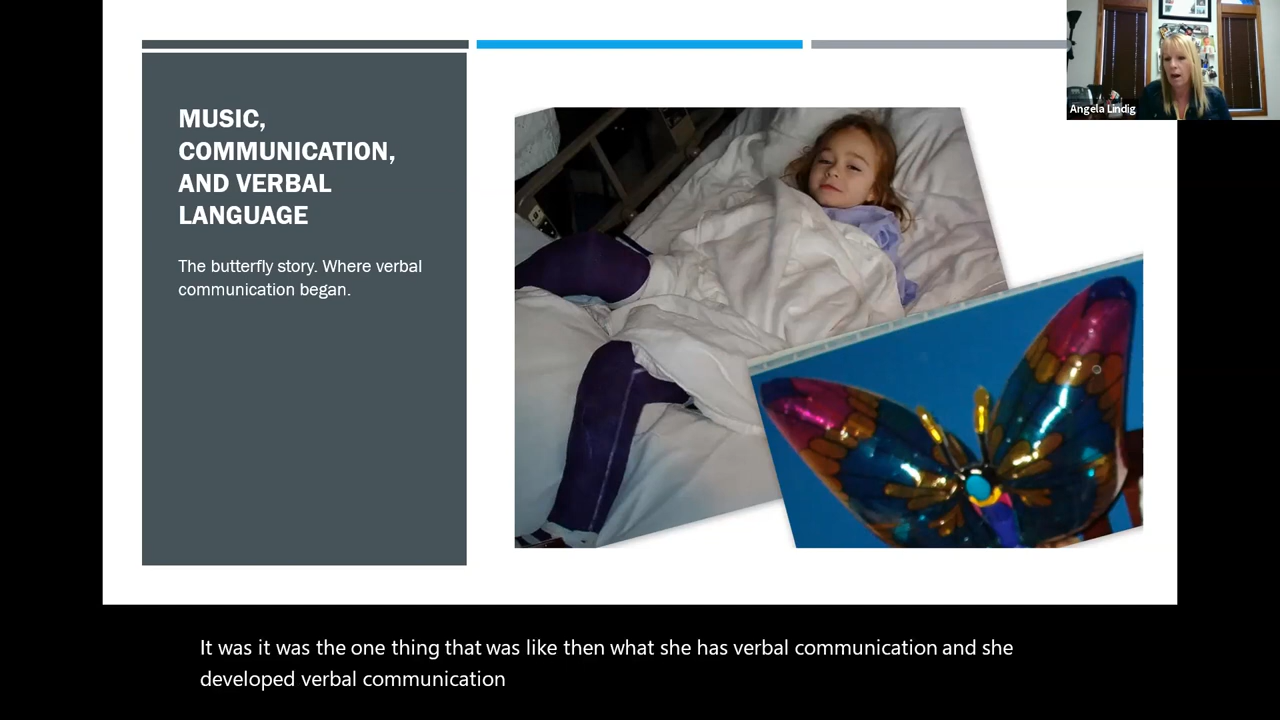 MUSIC,
COMMUNICATION,
AND VERBAL
LANGUAGE
The butterfly story. Where verbal
communication began.
Angela Lindig
It was it was the one thing that was like then what she has verbal communication and she
developed verbal communication